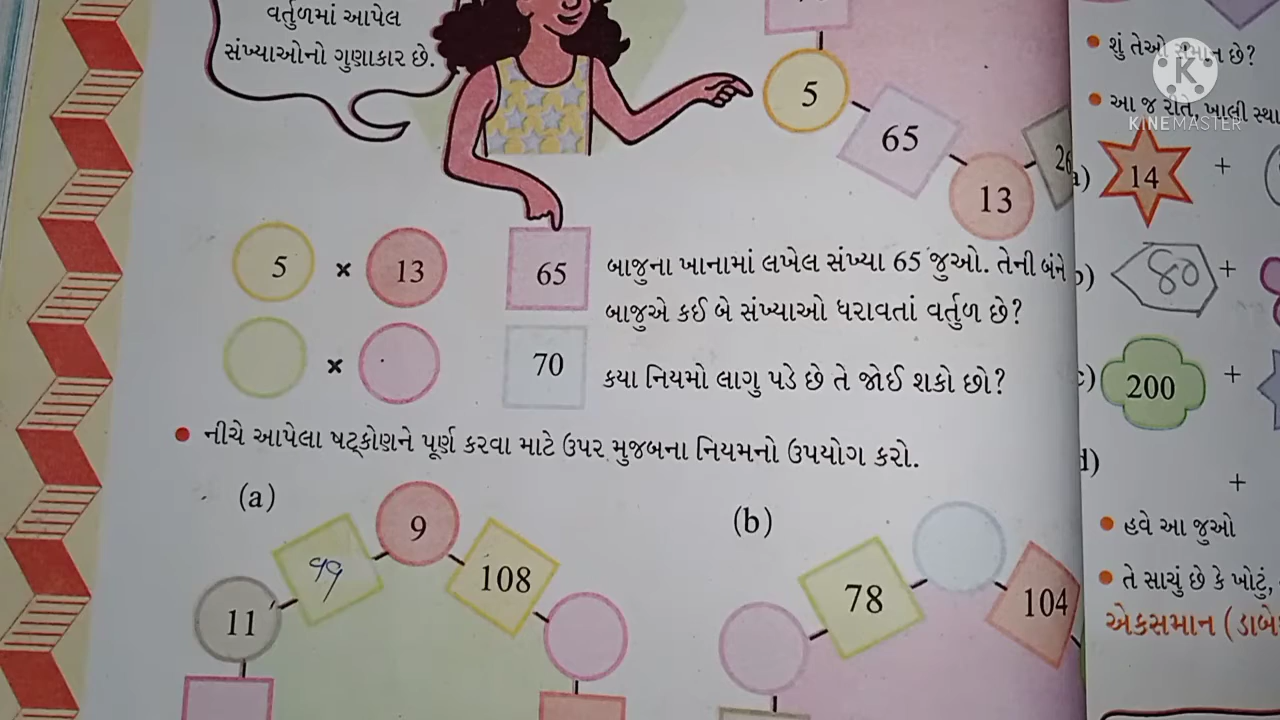 વર્તુળમાં આપેલ
સંખ્યાઓનો ગુણાકાર છે.
5
65
13
26
5 × 13 65 બાજુના ખાનામાં લખેલ સંખ્યા 65 જુઓ. તેની બંને
બાજુએ કઈ બે સંખ્યાઓ ધરાવતાં વર્તુળ છે?
× 70 કયા નિયમો લાગુ પડે છે તે જોઈ શકો છો?
• નીચે આપેલા ષટ્કોણને પૂર્ણ કરવા માટે ઉપર મુજબના નિયમનો ઉપયોગ કરો.
(a) 9
૧૧
108
11
(b)
78
104
• શું તેઓ સમાન છે?
• આ જ રીતે, ખાલી
KINEMASTER
a) 14 +
b) 80 +
c) 200 +
d) +
• હવે આ જુઓ
• તે સાચું છે કે ખોટું,
એકસમાન (ડાબે